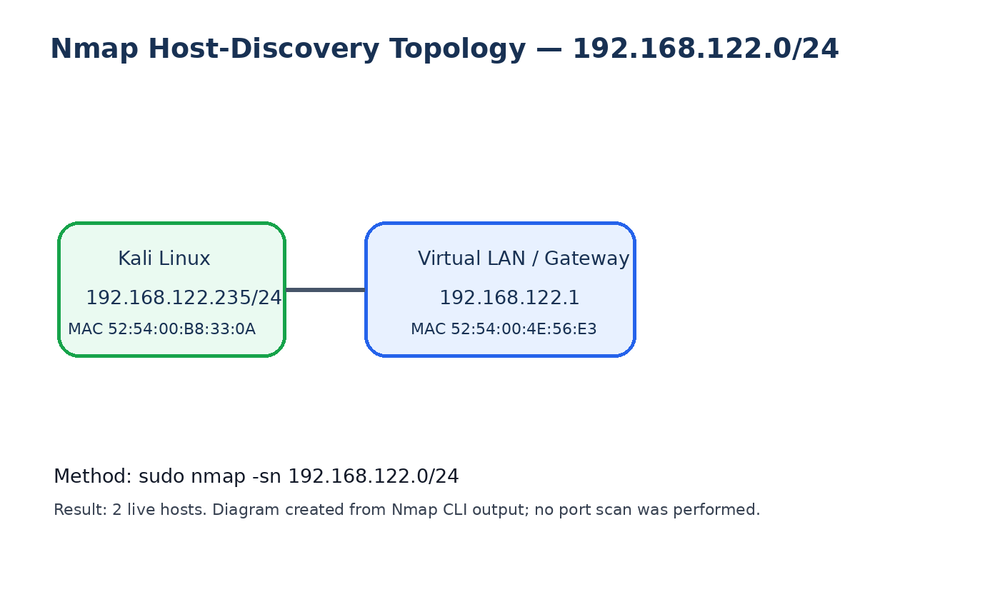 Nmap Host-Discovery Topology — 192.168.122.0/24
Kali Linux
192.168.122.235/24
MAC 52:54:00:B8:33:0A
Virtual LAN / Gateway
192.168.122.1
MAC 52:54:00:4E:56:E3
Method: sudo nmap -sn 192.168.122.0/24
Result: 2 live hosts. Diagram created from Nmap CLI output; no port scan was performed.